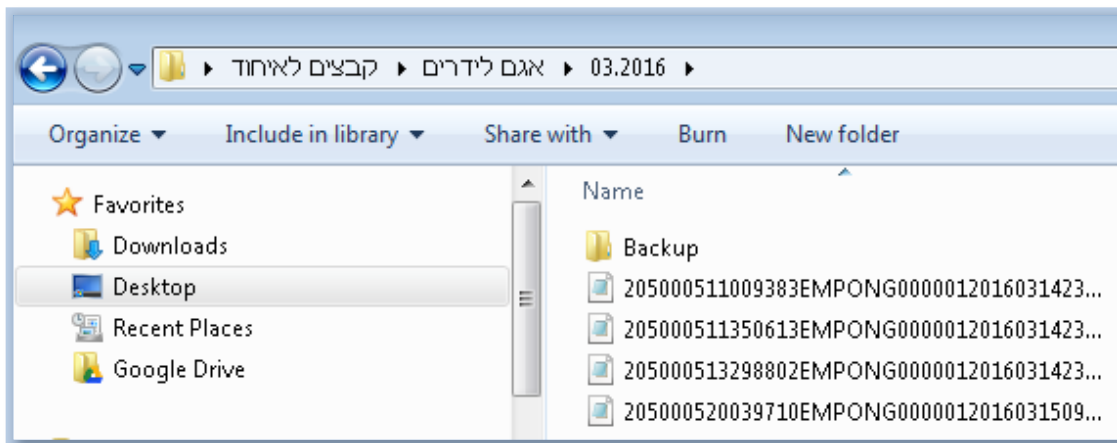 קבצים לאיחוד ▸ אגם לידרים ▸ 03.2016
Organize Include in library Share with Burn New folder
Favorites
Downloads
Desktop
Recent Places
Google Drive
Name
Backup
205000511009383EMPONG0000012016031423...
205000511350613EMPONG0000012016031423...
205000513298802EMPONG0000012016031423...
205000520039710EMPONG0000012016031509...